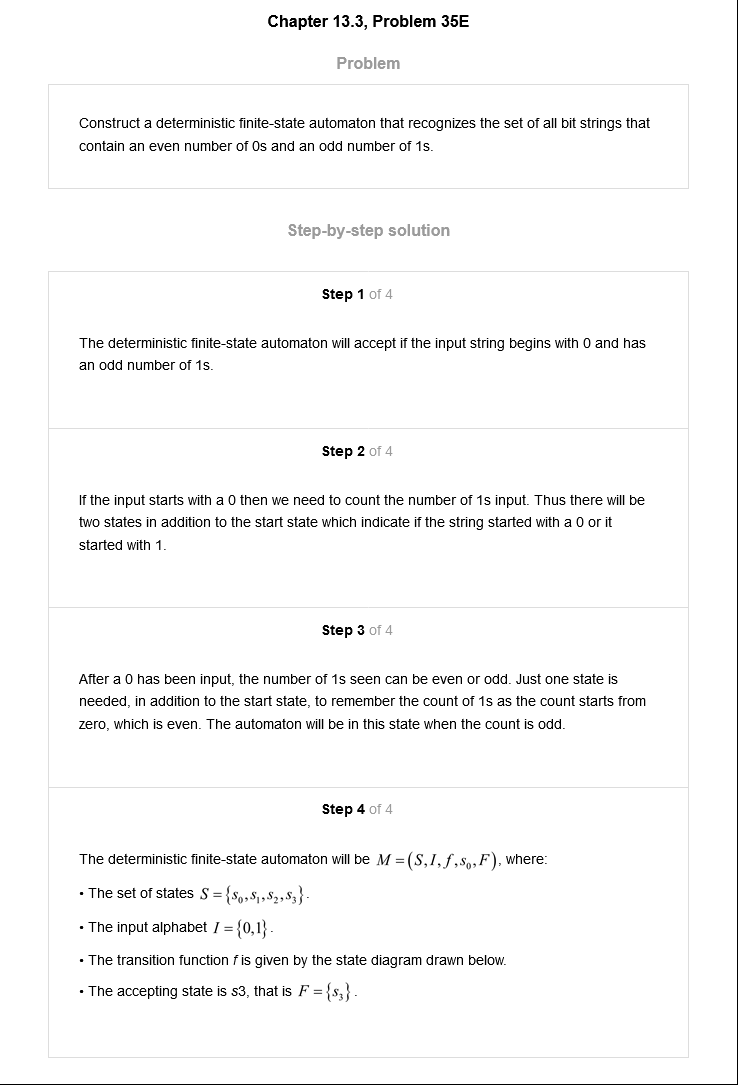 Chapter 13.3, Problem 35E
Problem
Construct a deterministic finite-state automaton that recognizes the set of all bit strings that
contain an even number of 0s and an odd number of 1s.
Step-by-step solution
Step 1 of 4
The deterministic finite-state automaton will accept if the input string begins with 0 and has
an odd number of 1s.
Step 2 of 4
If the input starts with a 0 then we need to count the number of 1s input. Thus there will be
two states in addition to the start state which indicate if the string started with a 0 or it
started with 1.
Step 3 of 4
After a 0 has been input, the number of 1s seen can be even or odd. Just one state is
needed, in addition to the start state, to remember the count of 1s as the count starts from
zero, which is even. The automaton will be in this state when the count is odd.
Step 4 of 4
The deterministic finite-state automaton will be M = (S, I, f, s₀, F), where:
• The set of states S = {s₀, s₁, s₂, s₃}.
• The input alphabet I = {0,1}.
• The transition function f is given by the state diagram drawn below.
• The accepting state is s3, that is F = {s₃}.